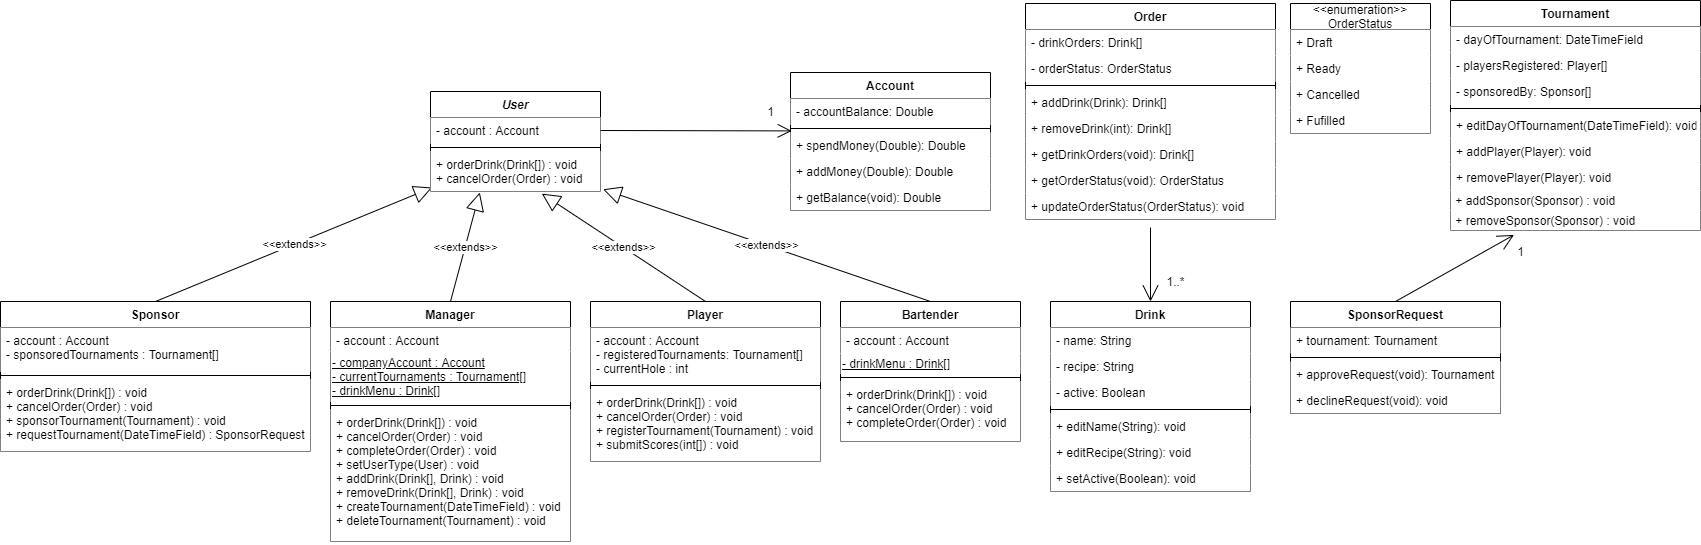 User
- account : Account
+ orderDrink(Drink[]) : void
+ cancelOrder(Order) : void
1
Account
- accountBalance: Double
+ spendMoney(Double): Double
+ addMoney(Double): Double
+ getBalance(void): Double
Order
- drinkOrders: Drink[]
- orderStatus: OrderStatus
+ addDrink(Drink): Drink[]
+ removeDrink(int): Drink[]
+ getDrinkOrders(void): Drink[]
+ getOrderStatus(void): OrderStatus
+ updateOrderStatus(OrderStatus): void
<<enumeration>>
OrderStatus
+ Draft
+ Ready
+ Cancelled
+ Fufilled
Tournament
- dayOfTournament: DateTimeField
- playersRegistered: Player[]
- sponsoredBy: Sponsor[]
+ editDayOfTournament(DateTimeField): void
+ addPlayer(Player): void
+ removePlayer(Player): void
+ addSponsor(Sponsor) : void
+ removeSponsor(Sponsor) : void
<<extends>>
<<extends>>
<<extends>>
<<extends>>
1..*
1
Sponsor
- account : Account
- sponsoredTournaments : Tournament[]
+ orderDrink(Drink[]) : void
+ cancelOrder(Order) : void
+ sponsorTournament(Tournament) : void
+ requestTournament(DateTimeField) : SponsorRequest
Manager
- account : Account
- companyAccount : Account
- currentTournaments : Tournament[]
- drinkMenu : Drink[]
+ orderDrink(Drink[]) : void
+ cancelOrder(Order) : void
+ completeOrder(Order) : void
+ setUserType(User) : void
+ addDrink(Drink[], Drink) : void
+ removeDrink(Drink[], Drink) : void
+ createTournament(DateTimeField) : void
+ deleteTournament(Tournament) : void
Player
- account : Account
- registeredTournaments: Tournament[]
- currentHole : int
+ orderDrink(Drink[]) : void
+ cancelOrder(Order) : void
+ registerTournament(Tournament) : void
+ submitScores(int[]) : void
Bartender
- account : Account
- drinkMenu : Drink[]
+ orderDrink(Drink[]) : void
+ cancelOrder(Order) : void
+ completeOrder(Order) : void
Drink
- name: String
- recipe: String
- active: Boolean
+ editName(String): void
+ editRecipe(String): void
+ setActive(Boolean): void
SponsorRequest
+ tournament: Tournament
+ approveRequest(void): Tournament
+ declineRequest(void): void